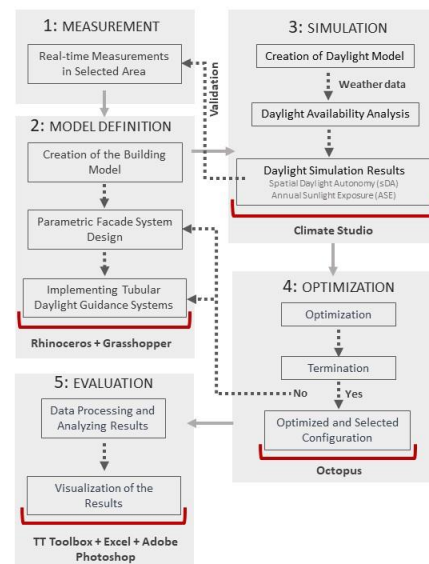 1: MEASUREMENT
Real-time Measurements
in Selected Area
2: MODEL DEFINITION
Creation of the Building
Model
Parametric Facade System
Design
Implementing Tubular
Daylight Guidance Systems
Rhinoceros + Grasshopper
Validation
3: SIMULATION
Creation of Daylight Model
Weather data
Daylight Availability Analysis
Daylight Simulation Results
Spatial Daylight Autonomy (sDA)
Annual Sunlight Exposure (ASE)
Climate Studio
4: OPTIMIZATION
Optimization
Termination
No
Yes
Optimized and Selected
Configuration
Octopus
5: EVALUATION
Data Processing and
Analyzing Results
Visualization of the
Results
TT Toolbox + Excel + Adobe
Photoshop